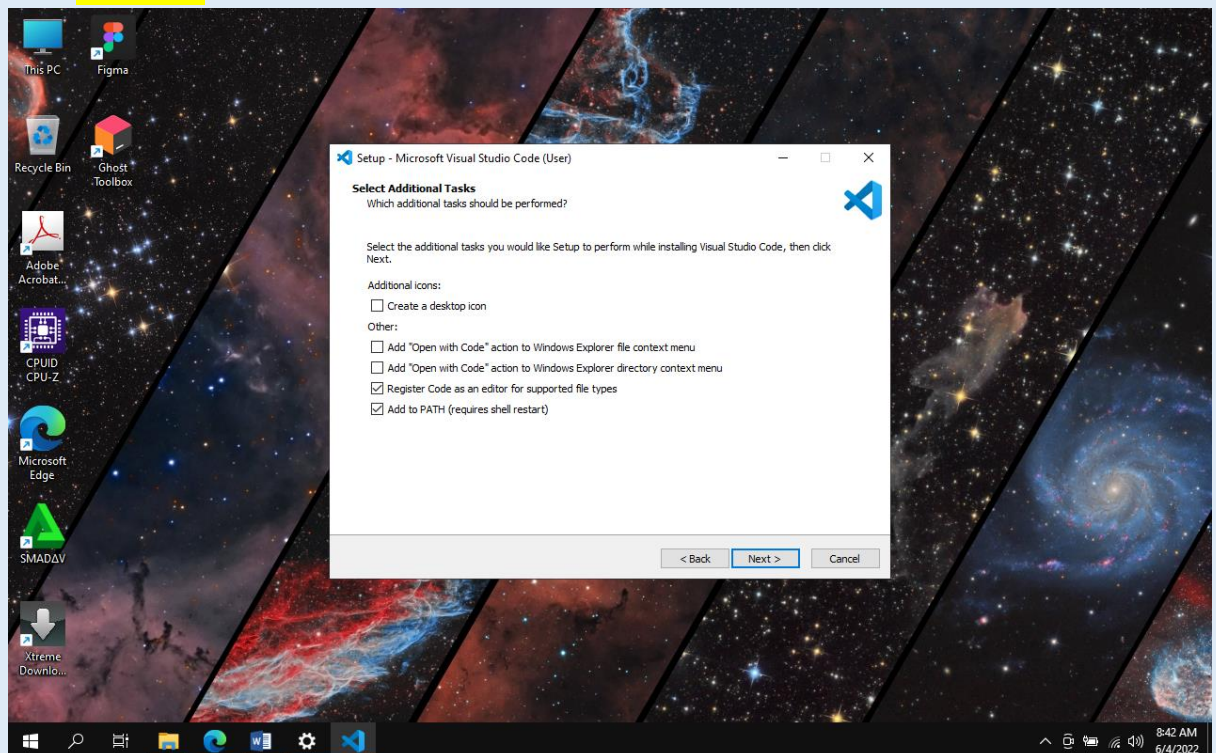 This PC
Figma
Recycle Bin
Ghost
Toolbox
Adobe
Acrobat...
CPUID
CPU-Z
Microsoft
Edge
SMADΔV
Xtreme
Downlo...
Setup - Microsoft Visual Studio Code (User)
Select Additional Tasks
Which additional tasks should be performed?
Select the additional tasks you would like Setup to perform while installing Visual Studio Code, then click
Next.
Additional icons:
Create a desktop icon
Other:
Add "Open with Code" action to Windows Explorer file context menu
Add "Open with Code" action to Windows Explorer directory context menu
Register Code as an editor for supported file types
Add to PATH (requires shell restart)
< Back
Next >
Cancel
8:42 AM
6/4/2022